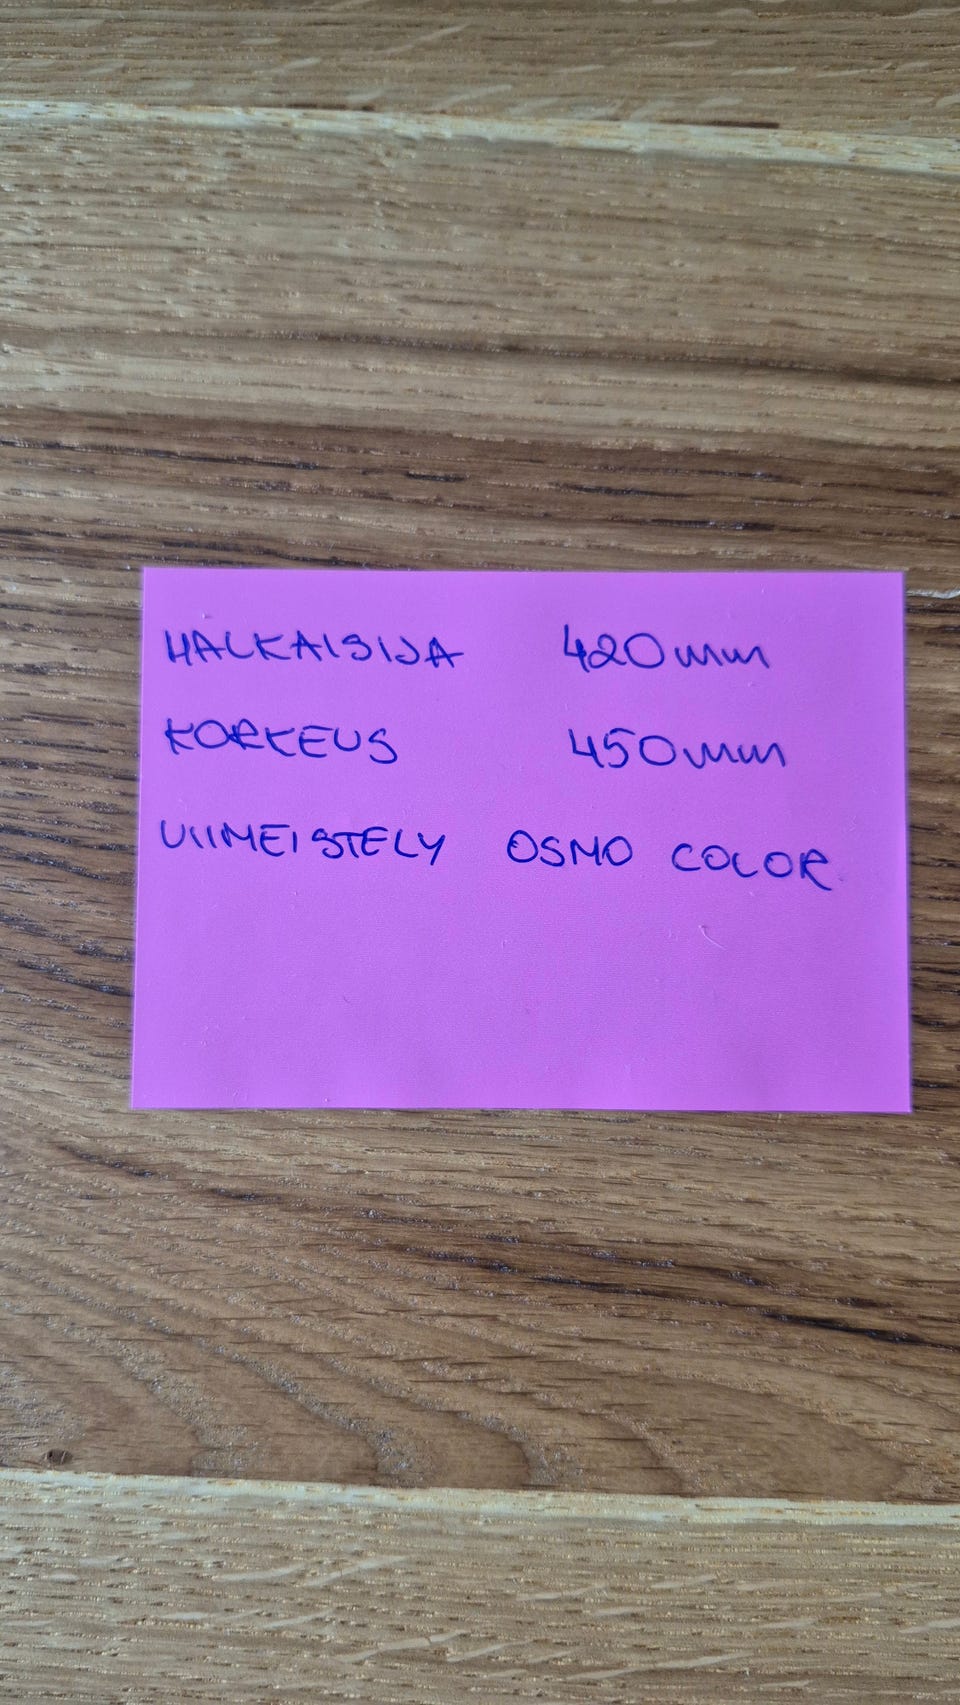 HALKAISIJA 420mm
KORKEUS 450mm
VIIMEISTELY OSMO COLOR